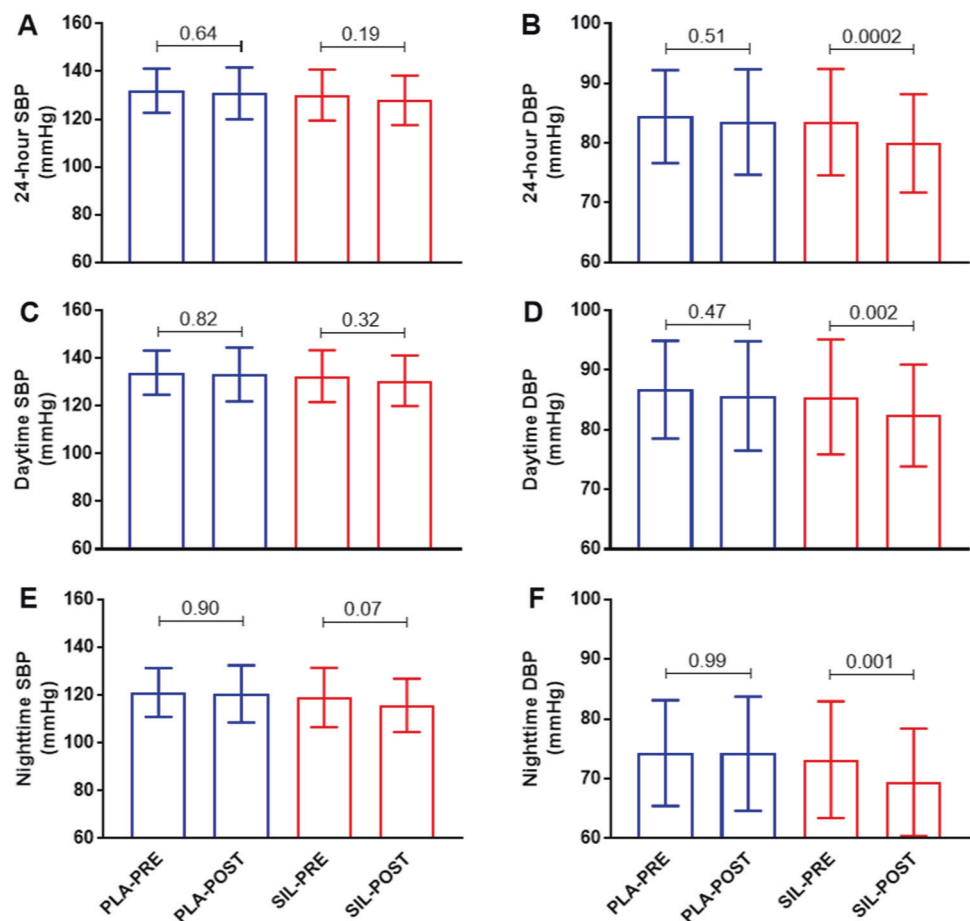 A
24-hour SBP
(mmHg)
160
140
120
100
80
60
0.64
0.19
B
24-hour DBP
(mmHg)
100
90
80
70
60
0.51
0.0002
C
Daytime SBP
(mmHg)
160
140
120
100
80
60
0.82
0.32
D
Daytime DBP
(mmHg)
100
90
80
70
60
0.47
0.002
E
Nighttime SBP
(mmHg)
160
140
120
100
80
60
0.90
0.07
PLA-PRE
PLA-POST
SIL-PRE
SIL-POST
F
Nighttime DBP
(mmHg)
100
90
80
70
60
0.99
0.001
PLA-PRE
PLA-POST
SIL-PRE
SIL-POST